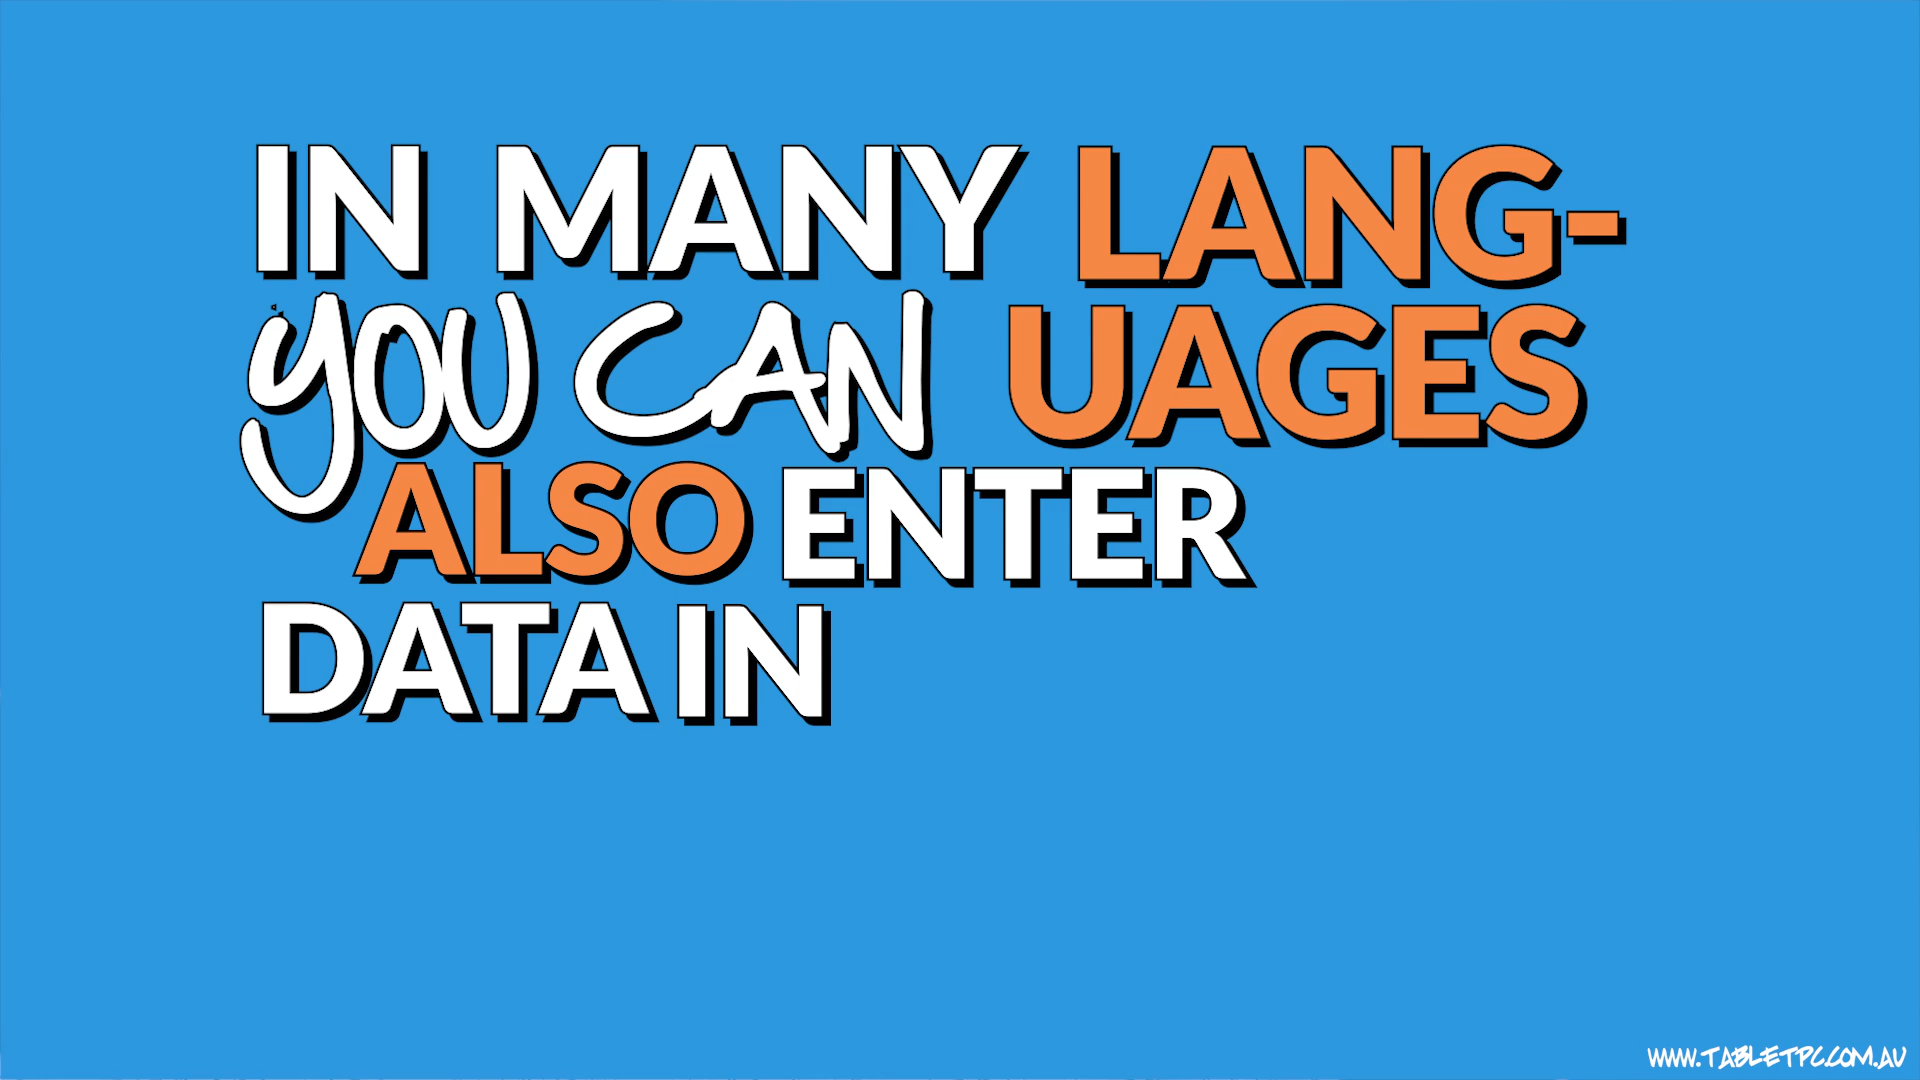 IN MANY LANG-
YOU CAN UAGES
ALSO ENTER
DATA IN
WWW.TABLETPC.COM.AU